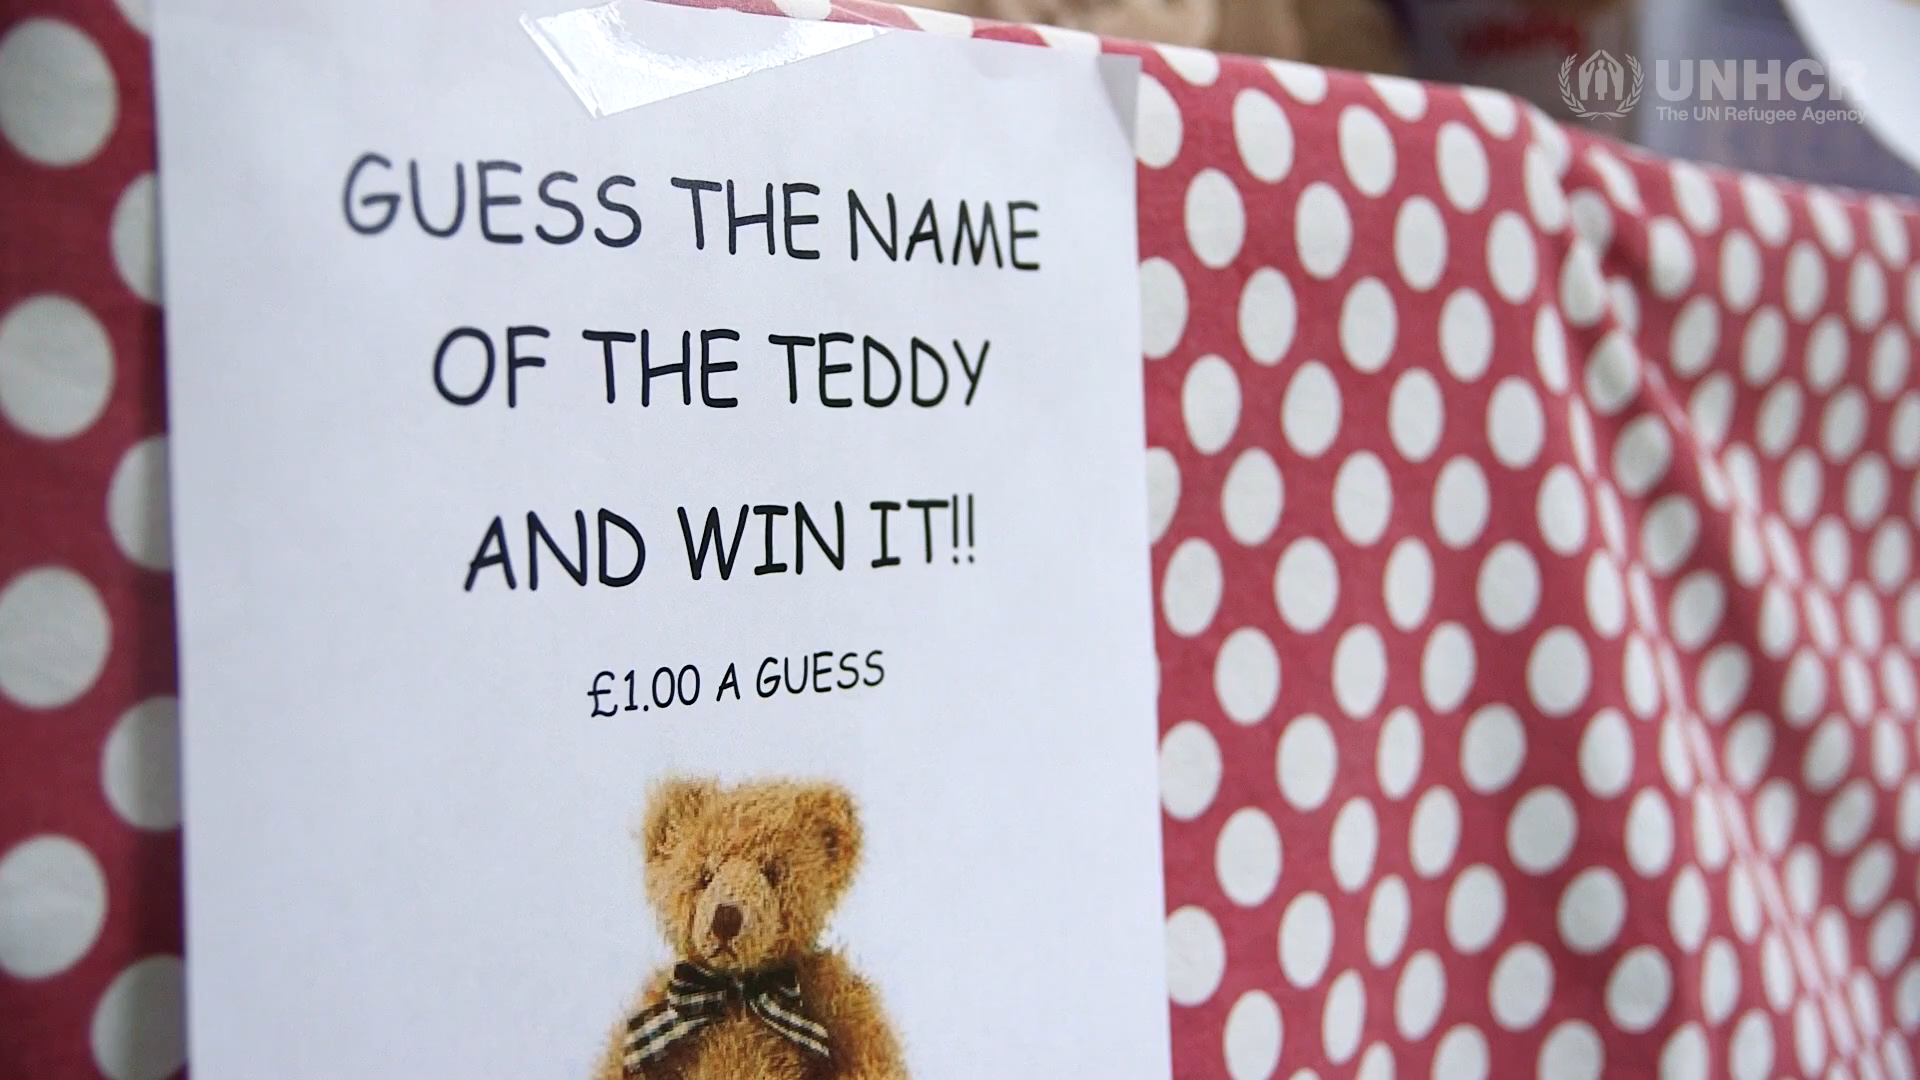 UNHCR
The UN Refugee Agency
GUESS THE NAME
OF THE TEDDY
AND WIN IT!!
£1.00 A GUESS